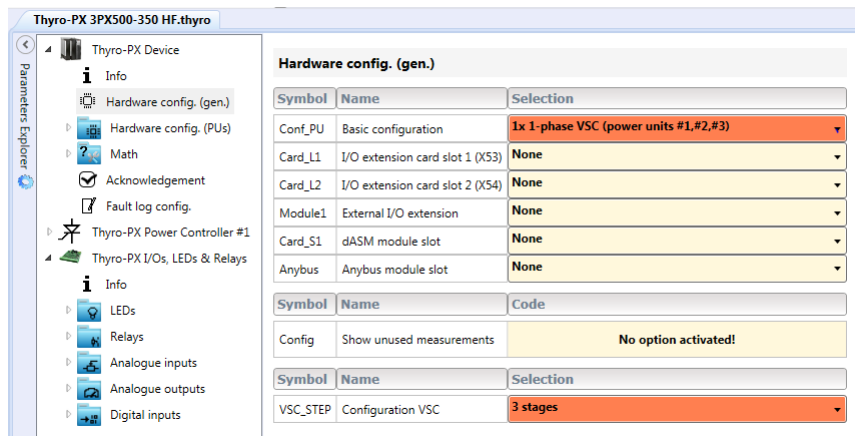 Thyro-PX 3PX500-350 HF.thyro
Parameters Explorer
Thyro-PX Device
Info
Hardware config. (gen.)
Hardware config. (PUs)
Math
Acknowledgement
Fault log config.
Thyro-PX Power Controller #1
Thyro-PX I/Os, LEDs & Relays
Info
LEDs
Relays
Analogue inputs
Analogue outputs
Digital inputs
Hardware config. (gen.)
Symbol Name Selection
Conf_PU Basic configuration 1x 1-phase VSC (power units #1,#2,#3)
Card_L1 I/O extension card slot 1 (X53) None
Card_L2 I/O extension card slot 2 (X54) None
Module1 External I/O extension None
Card_S1 dASM module slot None
Anybus Anybus module slot None
Symbol Name Code
Config Show unused measurements No option activated!
Symbol Name Selection
VSC_STEP Configuration VSC 3 stages